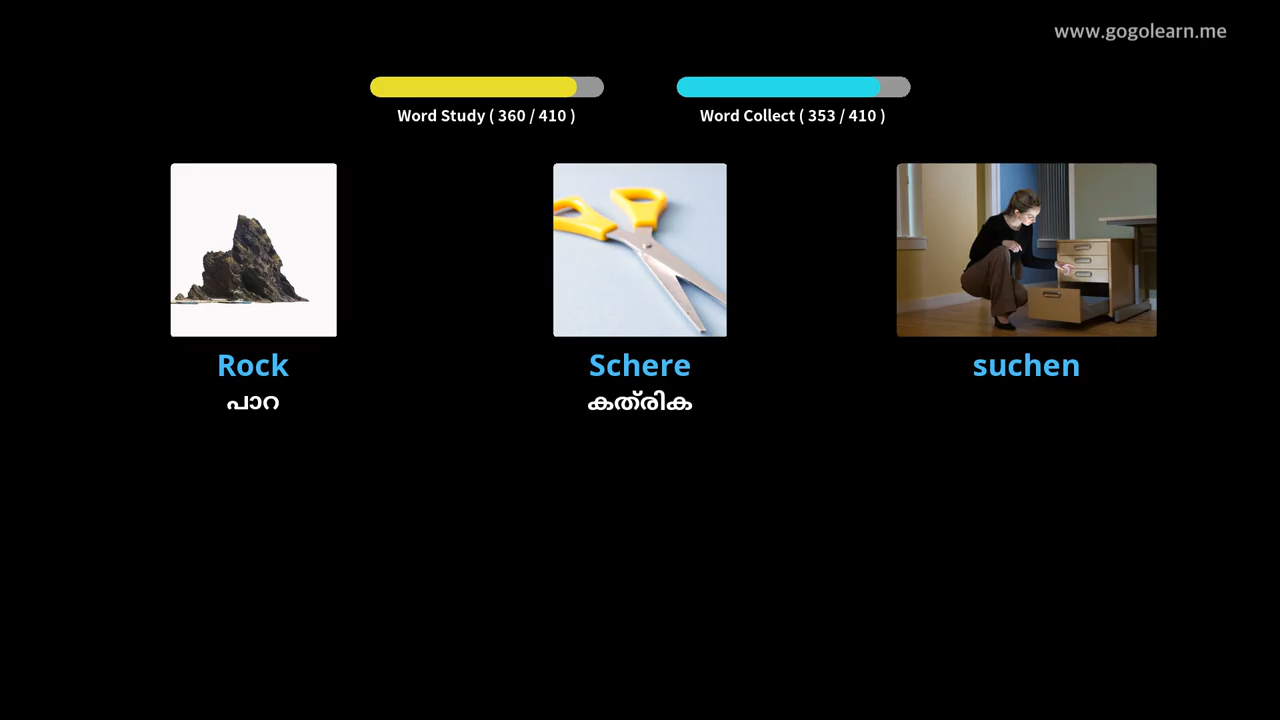 www.gogolearn.me
Word Study ( 360 / 410 )
Word Collect ( 353 / 410 )
Rock
പാറ
Schere
കത്രിക
suchen